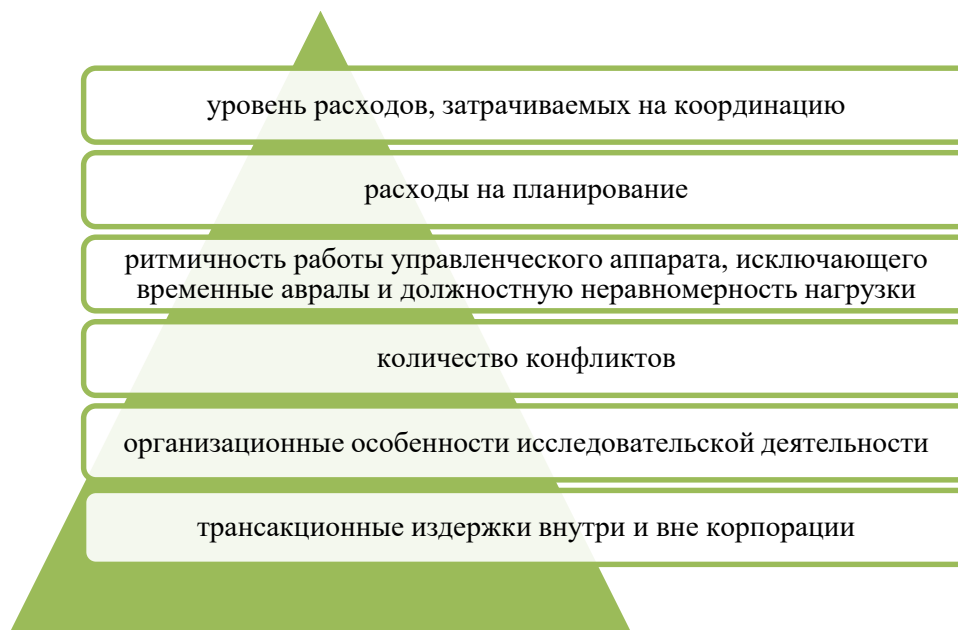 уровень расходов, затрачиваемых на координацию
расходы на планирование
ритмичность работы управленческого аппарата, исключающего
временные авралы и должностную неравномерность нагрузки
количество конфликтов
организационные особенности исследовательской деятельности
трансакционные издержки внутри и вне корпорации